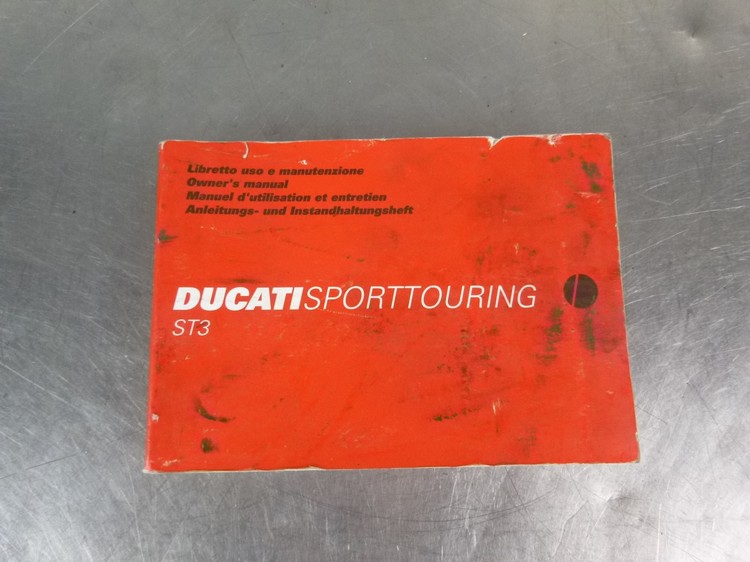 Libretto uso e manutenzione
Owner's manual
Manuel d'utilisation et entretien
Anleitungs- und Instandhaltungsheft
DUCATISPORTTOURING
ST3